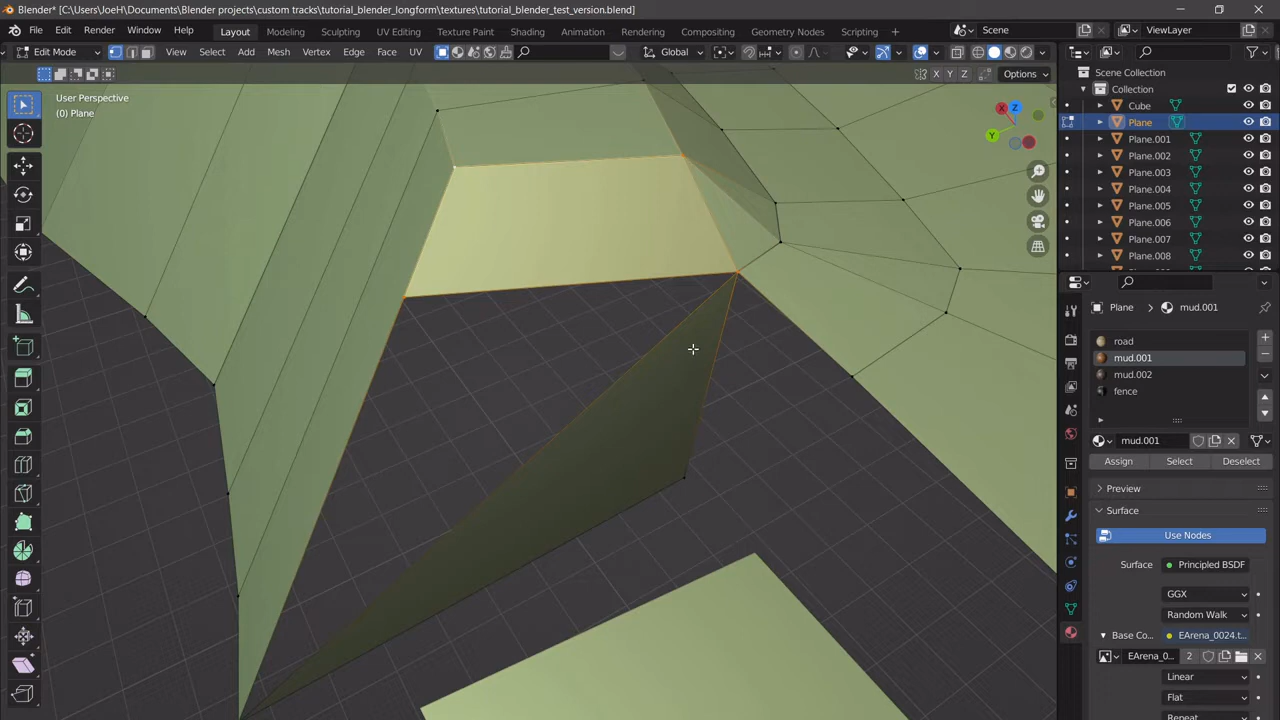 Blender* [C:\Users\JoeH\Documents\Blender projects\custom tracks\tutorial_blender_longform\textures\tutorial_blender_test_version.blend]
File Edit Render Window Help Layout Modeling Sculpting UV Editing Texture Paint Shading Animation Rendering Compositing Geometry Nodes Scripting + Scene ViewLayer
Edit Mode View Select Add Mesh Vertex Edge Face UV Global
X Y Z Options
User Perspective
(0) Plane
X Z
Y
Scene Collection
Collection
Cube
Plane
Plane.001
Plane.002
Plane.003
Plane.004
Plane.005
Plane.006
Plane.007
Plane.008
Plane mud.001
road
mud.001
mud.002
fence
mud.001
Assign Select Deselect
Preview
Surface
Use Nodes
Surface Principled BSDF
GGX
Random Walk
Base Co... EArena_0024.t...
EArena_0... 2
Linear
Flat
Repeat